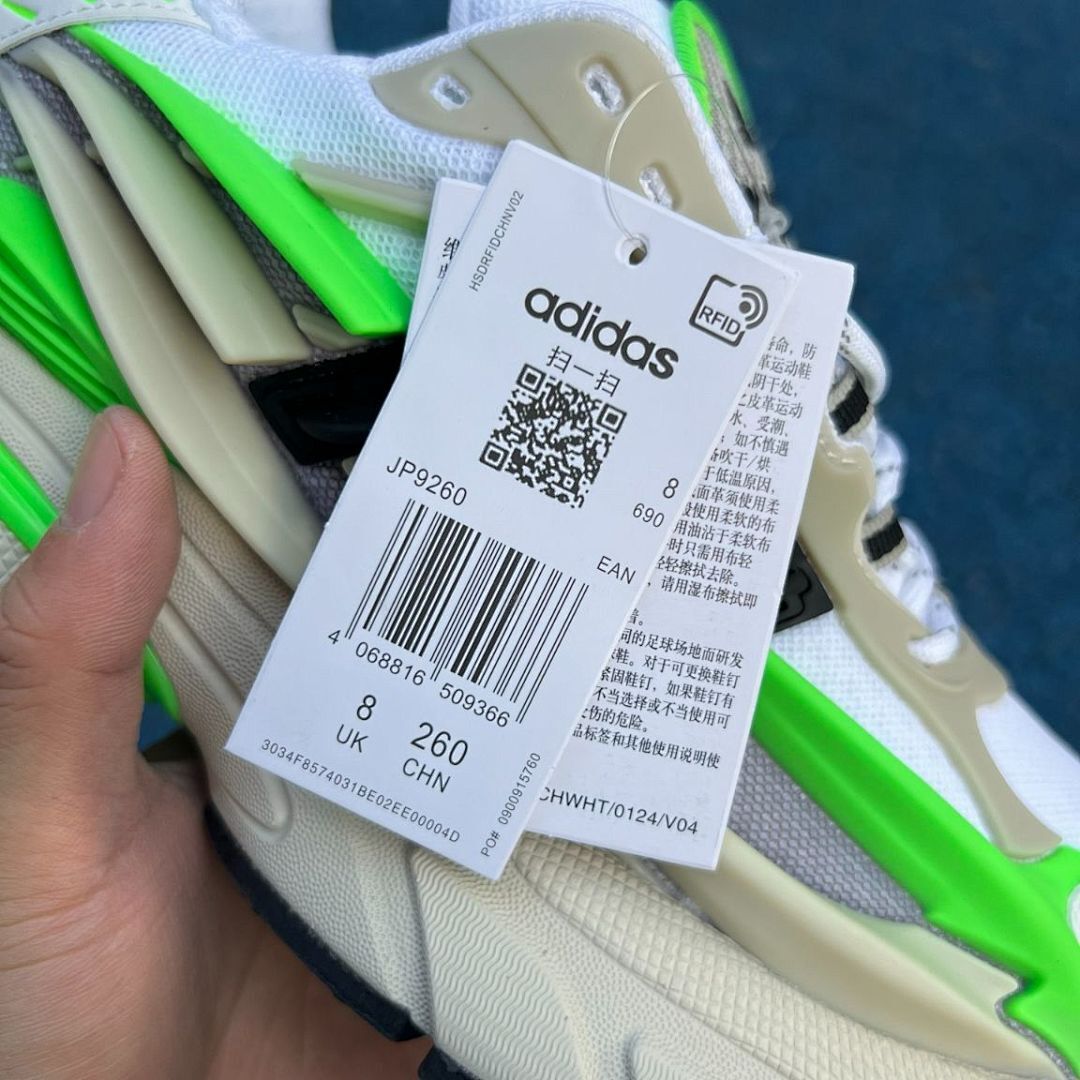 HSDRFIDCHNV02
adidas
RFID
扫一扫
JP9260
8
690
EAN
4 068816 509366
8
UK
260
CHN
3034F8574031BE02EE00004D
PO# 0900915760
命，防
革运动鞋
阴干处，
之皮革运动
水、受潮、
；如不慎遇
吹干/烘
于低温原因，
面革须使用柔
使用柔软的布
用油沾于柔软布
时只需用布轻
轻擦拭去除。
，请用湿布擦拭即
同的足球场地而研发
鞋。对于可更换鞋钉
紧固鞋钉，如果鞋钉有
不当选择或不当使用可
伤的危险。
品标签和其他使用说明使
CHWHT/0124/V04